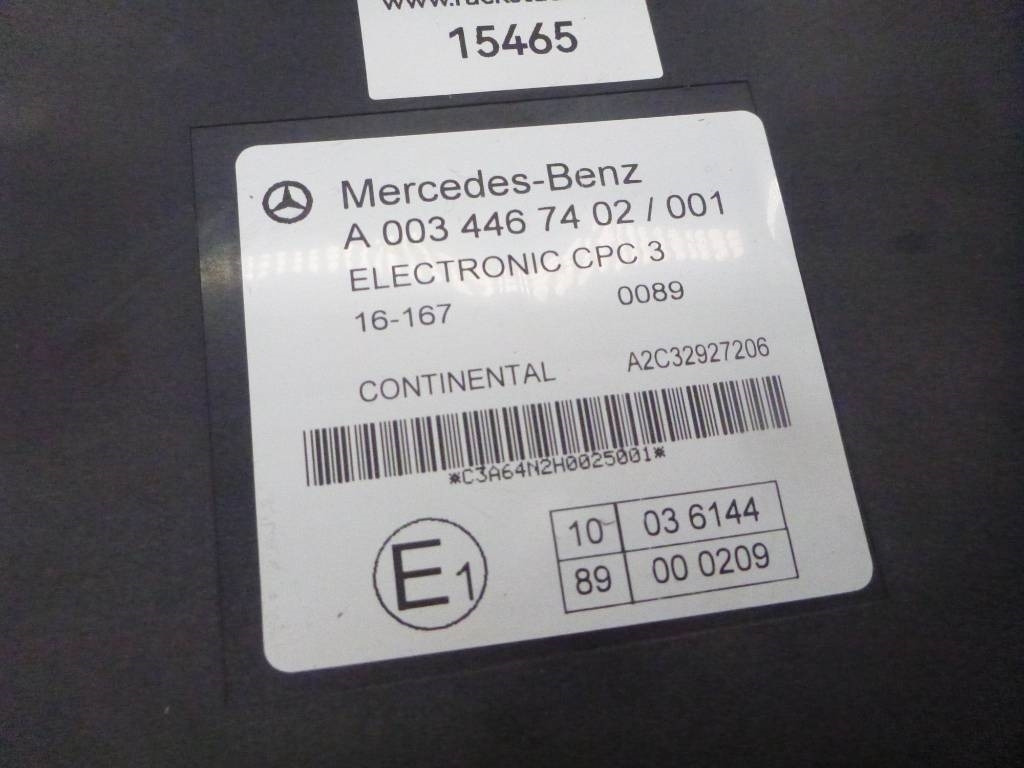 15465
Mercedes-Benz
A 003 446 74 02 / 001
ELECTRONIC CPC 3
16-167 0089
CONTINENTAL A2C32927206
*C3A64N2H0025001*
E1
10 03 6144
89 00 0209